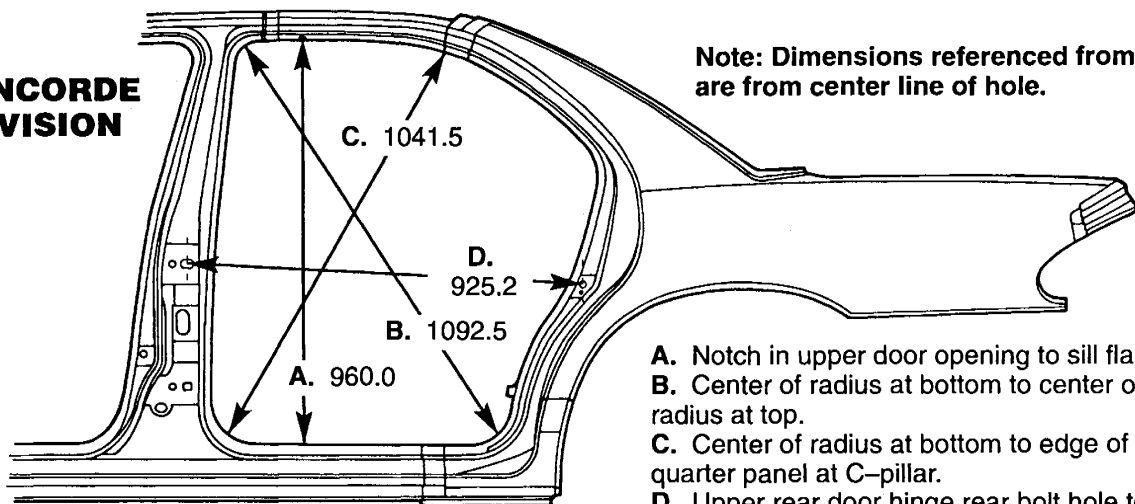 NCORDE
VISION
Note: Dimensions referenced from
are from center line of hole.
C. 1041.5
D.
925.2
B. 1092.5
A. 960.0
A. Notch in upper door opening to sill fla
B. Center of radius at bottom to center o
radius at top.
C. Center of radius at bottom to edge of
quarter panel at C–pillar.
D. Upper rear door hinge rear bolt hole to